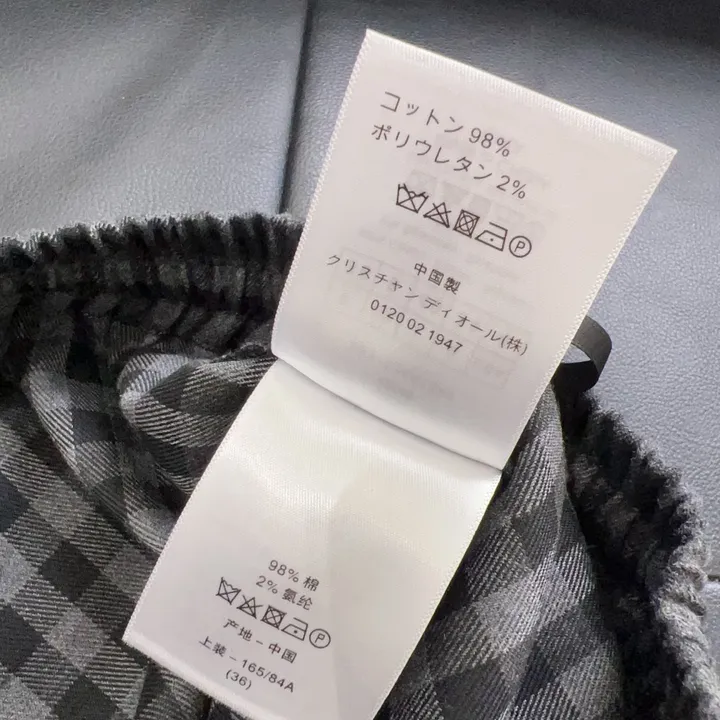 コットン 98%
ポリウレタン 2%
中国製
クリスチャン ディオール(株)
0120 02 1947
98% 棉
2% 氨纶
产地 - 中国
上装 - 165/84A
(36)